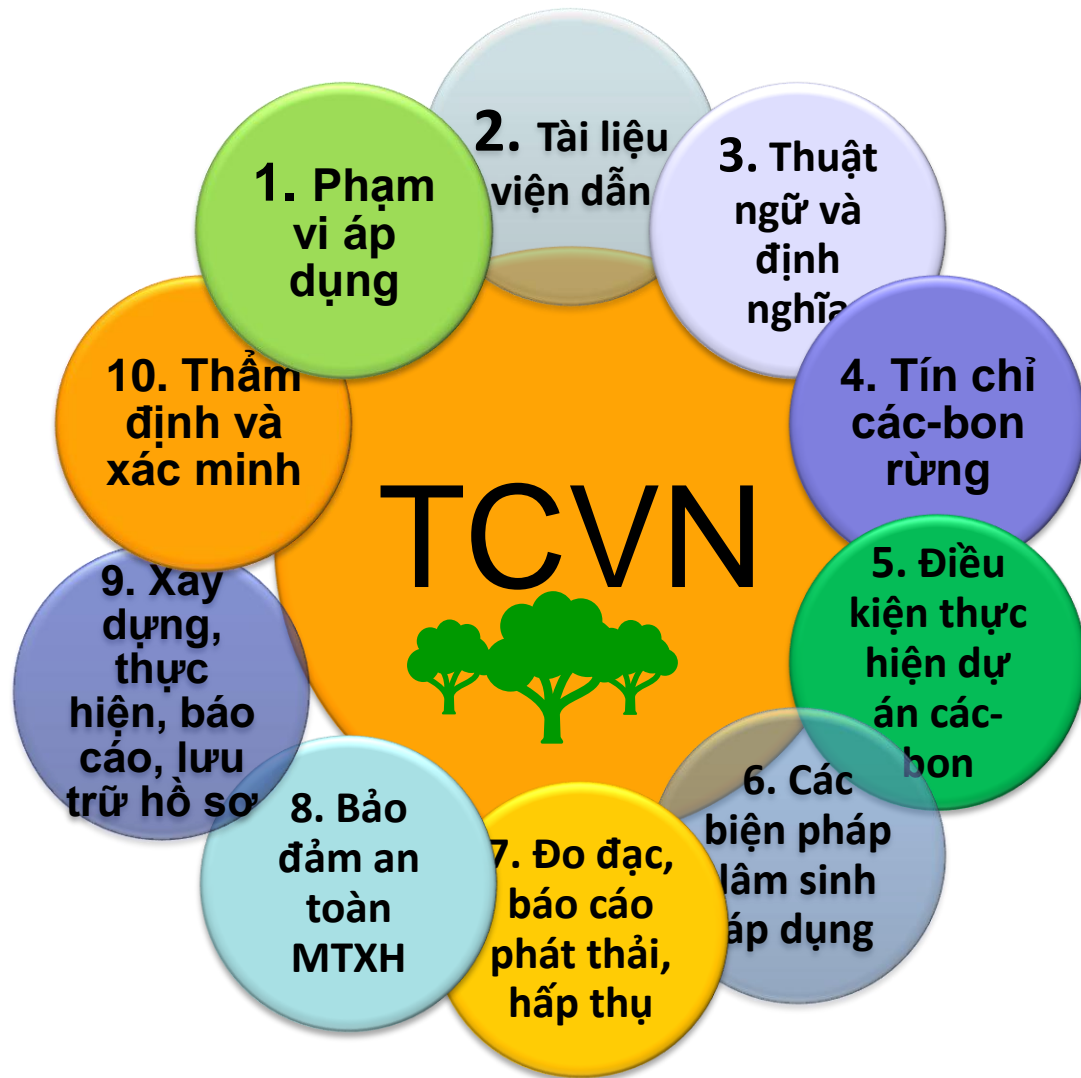 1. Phạm
vi áp
dụng
2. Tài liệu
viện dẫn
3. Thuật
ngữ và
định
nghĩa
4. Tín chỉ
các-bon
rừng
5. Điều
kiện thực
hiện dự
án các-
bon
6. Các
biện pháp
lâm sinh
áp dụng
7. Đo đạc,
báo cáo
phát thải,
hấp thụ
8. Bảo
đảm an
toàn
MTXH
9. Xây
dựng,
thực
hiện, báo
cáo, lưu
trữ hồ sơ
10. Thẩm
định và
xác minh
TCVN